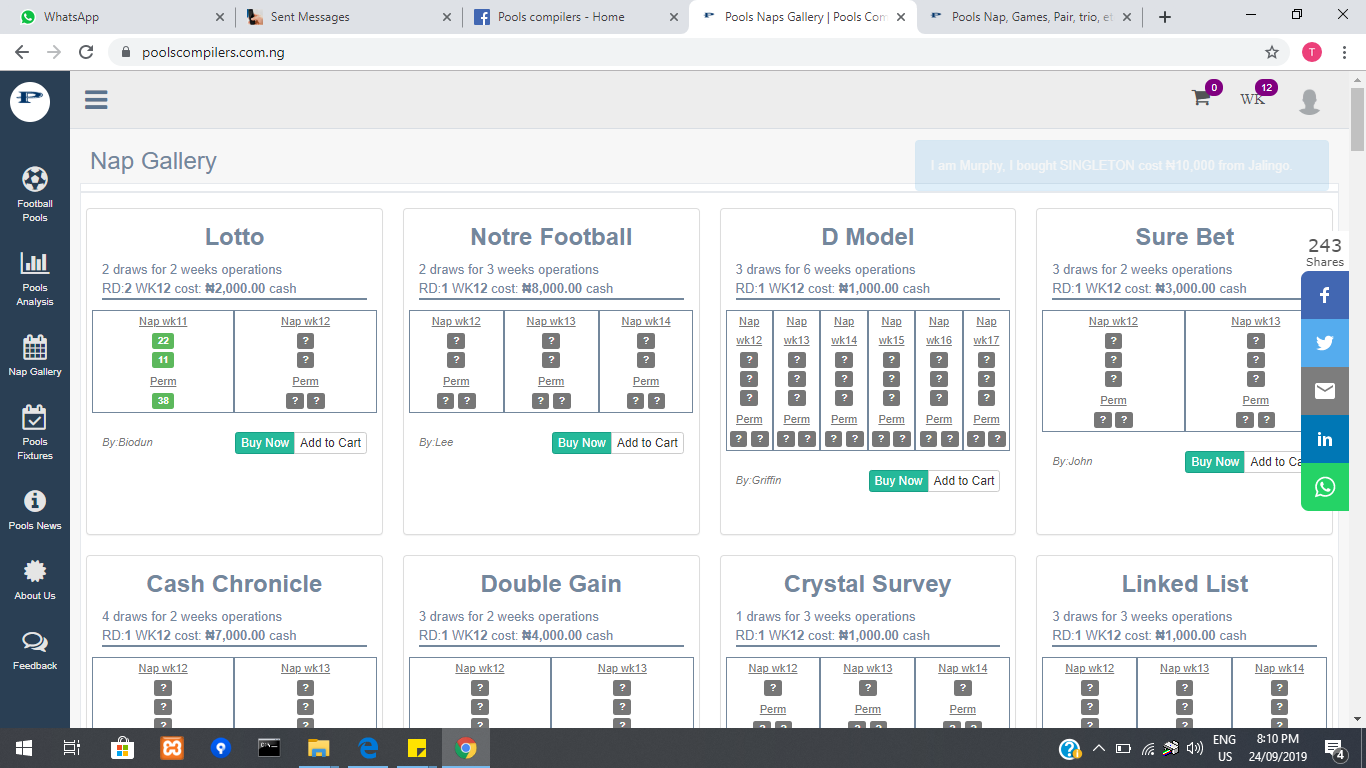 WhatsApp
Sent Messages
Pools compilers - Home
Pools Naps Gallery | Pools Com
Pools Nap, Games, Pair, trio, et
poolscompilers.com.ng
T
P
0
WK 12
Football Pools
Pools Analysis
Nap Gallery
Pools Fixtures
Pools News
About Us
Feedback
Nap Gallery
I am Murphy, I bought SINGLETON cost ₦10,000 from Jalingo.
Lotto
2 draws for 2 weeks operations
RD:2 WK12 cost: ₦2,000.00 cash
Nap wk11 Nap wk12
22 ?
11 ?
Perm Perm
38 ? ?
By:Biodun Buy Now Add to Cart
Notre Football
2 draws for 3 weeks operations
RD:1 WK12 cost: ₦8,000.00 cash
Nap wk12 Nap wk13 Nap wk14
? ? ?
? ? ?
Perm Perm Perm
? ? ? ? ? ?
By:Lee Buy Now Add to Cart
D Model
3 draws for 6 weeks operations
RD:1 WK12 cost: ₦1,000.00 cash
Nap Nap Nap Nap Nap Nap
wk12 wk13 wk14 wk15 wk16 wk17
? ? ? ? ? ?
? ? ? ? ? ?
? ? ? ? ? ?
Perm Perm Perm Perm Perm Perm
? ? ? ? ? ? ? ? ? ? ? ?
By:Griffin Buy Now Add to Cart
Sure Bet
3 draws for 2 weeks operations
RD:1 WK12 cost: ₦3,000.00 cash
Nap wk12 Nap wk13
? ?
? ?
? ?
Perm Perm
? ? ? ?
By:John Buy Now Add to Ca
243
Shares
f
in
Cash Chronicle
4 draws for 2 weeks operations
RD:1 WK12 cost: ₦7,000.00 cash
Nap wk12 Nap wk13
? ?
? ?
? ?
Double Gain
3 draws for 2 weeks operations
RD:1 WK12 cost: ₦4,000.00 cash
Nap wk12 Nap wk13
? ?
? ?
? ?
Crystal Survey
1 draws for 3 weeks operations
RD:1 WK12 cost: ₦1,000.00 cash
Nap wk12 Nap wk13 Nap wk14
? ? ?
Perm Perm Perm
? ? ? ? ? ?
Linked List
3 draws for 3 weeks operations
RD:1 WK12 cost: ₦1,000.00 cash
Nap wk12 Nap wk13 Nap wk14
? ? ?
? ? ?
? ? ?
ENG
US
8:10 PM
24/09/2019
4